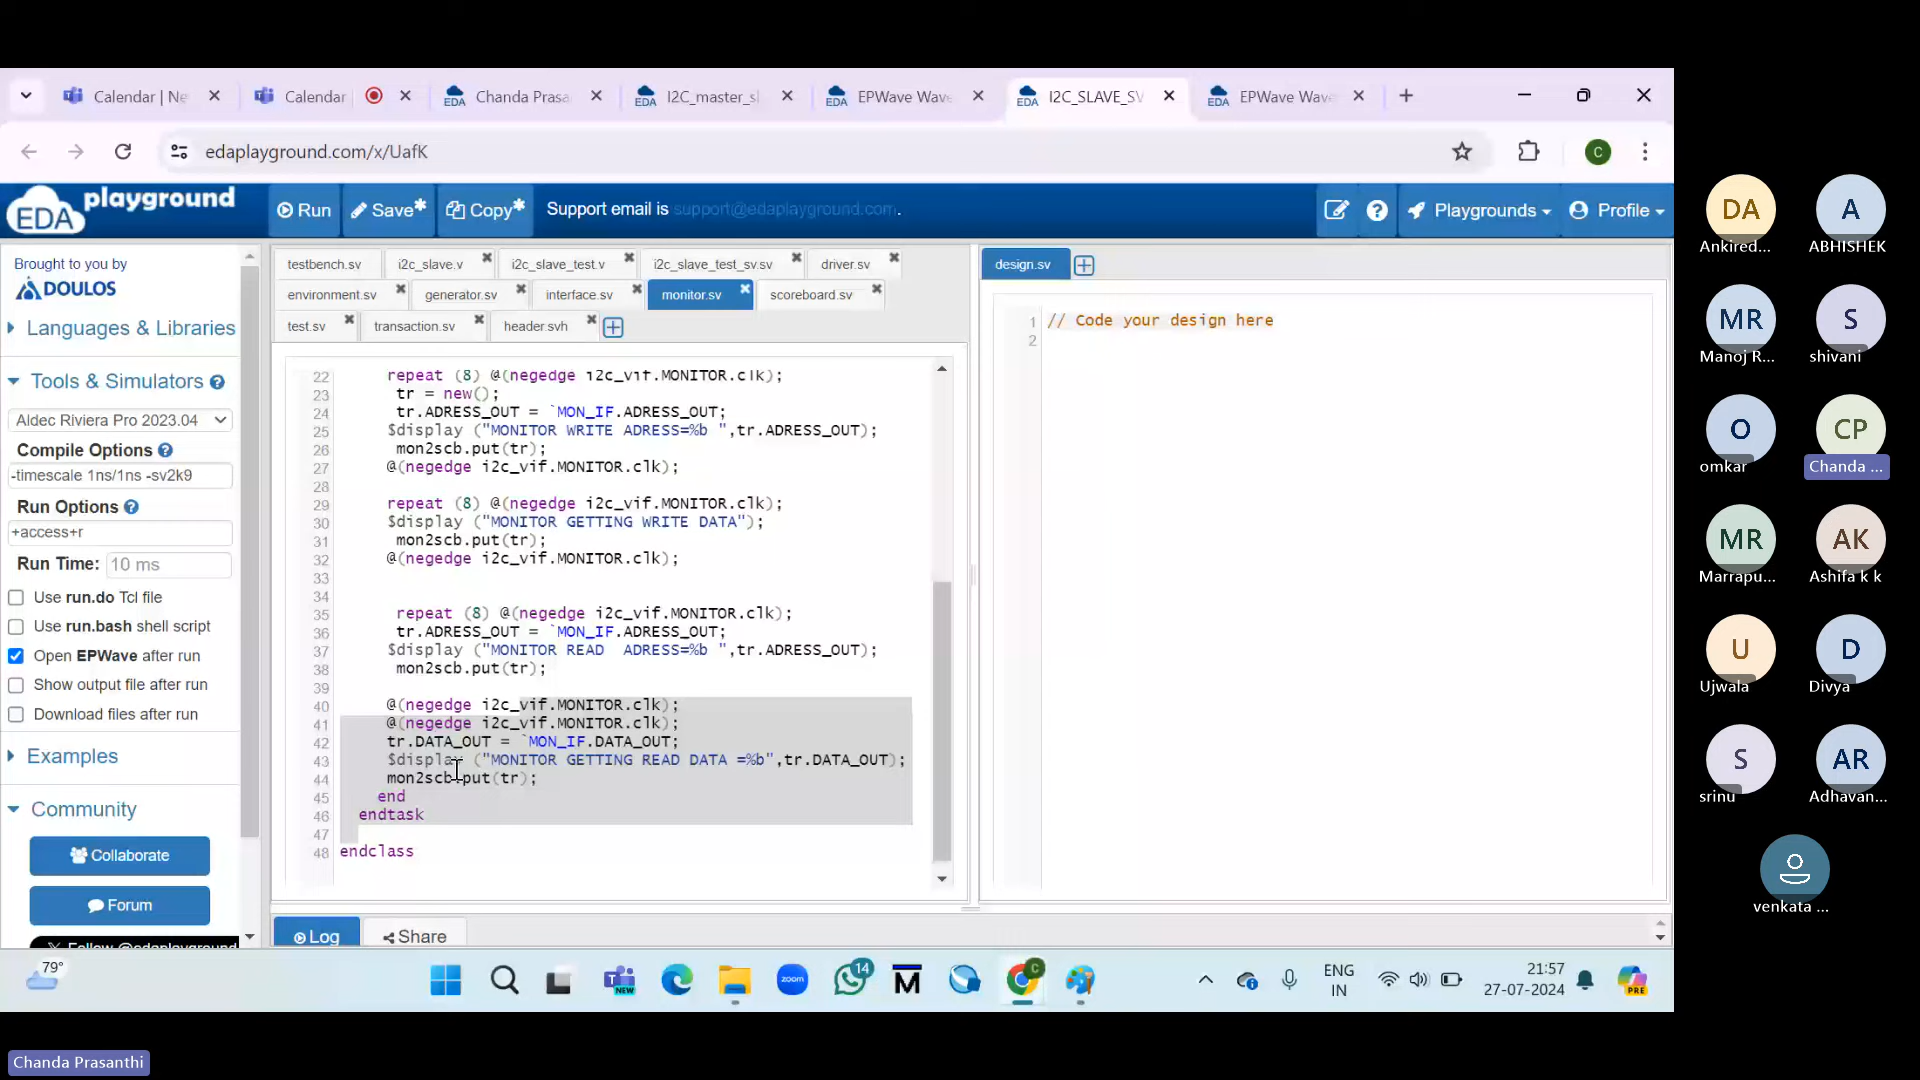 Calendar | Ne
Calendar
Chanda Prasa
I2C_master_s
EPWave Wave
I2C_SLAVE_SV
EPWave Wave
edaplayground.com/x/UafK
C
EDA playground
Run
Save*
Copy*
Support email is support@edaplayground.com.
Playgrounds
Profile
Brought to you by
DOULOS
Languages & Libraries
Tools & Simulators
Aldec Riviera Pro 2023.04
Compile Options
-timescale 1ns/1ns -sv2k9
Run Options
+access+r
Run Time: 10 ms
Use run.do Tcl file
Use run.bash shell script
Open EPWave after run
Show output file after run
Download files after run
Examples
Community
Collaborate
Forum
Follow @edaplayground
testbench.sv
i2c_slave.v
i2c_slave_test.v
i2c_slave_test_sv.sv
driver.sv
environment.sv
generator.sv
interface.sv
monitor.sv
scoreboard.sv
test.sv
transaction.sv
header.svh
22 repeat (8) @(negedge i2c_vif.MONITOR.clk);
23 tr = new();
24 tr.ADRESS_OUT = `MON_IF.ADRESS_OUT;
25 $display ("MONITOR WRITE ADRESS=%b ",tr.ADRESS_OUT);
26 mon2scb.put(tr);
27 @(negedge i2c_vif.MONITOR.clk);
28
29 repeat (8) @(negedge i2c_vif.MONITOR.clk);
30 $display ("MONITOR GETTING WRITE DATA");
31 mon2scb.put(tr);
32 @(negedge i2c_vif.MONITOR.clk);
33
34
35 repeat (8) @(negedge i2c_vif.MONITOR.clk);
36 tr.ADRESS_OUT = `MON_IF.ADRESS_OUT;
37 $display ("MONITOR READ  ADRESS=%b ",tr.ADRESS_OUT);
38 mon2scb.put(tr);
39
40 @(negedge i2c_vif.MONITOR.clk);
41 @(negedge i2c_vif.MONITOR.clk);
42 tr.DATA_OUT = `MON_IF.DATA_OUT;
43 $display ("MONITOR GETTING READ DATA =%b",tr.DATA_OUT);
44 mon2scb.put(tr);
45 end
46 endtask
47
48 endclass
design.sv
1 // Code your design here
2
Log
Share
79°
NEW
zoom
14
M
C
ENG
IN
21:57
27-07-2024
PRE
DA
Ankired...
A
ABHISHEK
MR
Manoj R...
S
shivani
O
omkar
CP
Chanda ...
MR
Marrapu...
AK
Ashifa k k
U
Ujwala
D
Divya
S
srinu
AR
Adhavan...
venkata ...
Chanda Prasanthi